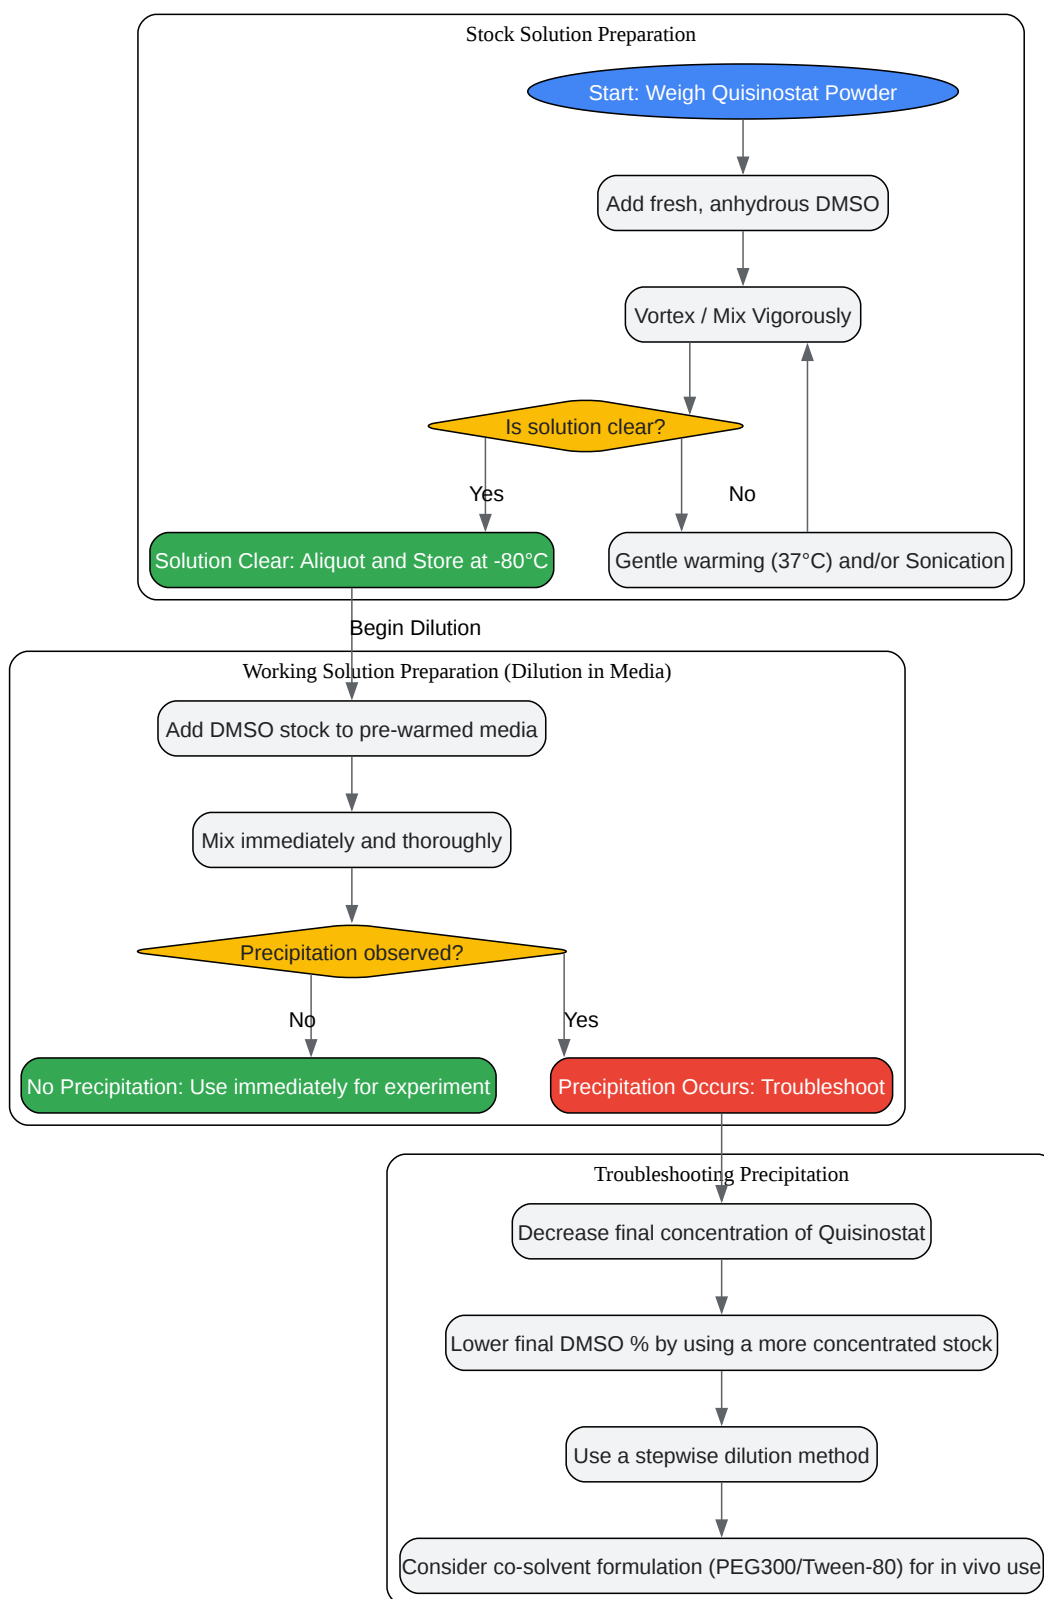 Stock Solution Preparation
Start: Weigh Quisinostat Powder
Add fresh, anhydrous DMSO
Vortex / Mix Vigorously
Is solution clear?
Yes
No
Solution Clear: Aliquot and Store at -80°C
Gentle warming (37°C) and/or Sonication
Begin Dilution
Working Solution Preparation (Dilution in Media)
Add DMSO stock to pre-warmed media
Mix immediately and thoroughly
Precipitation observed?
No
Yes
No Precipitation: Use immediately for experiment
Precipitation Occurs: Troubleshoot
Troubleshooting Precipitation
Decrease final concentration of Quisinostat
Lower final DMSO % by using a more concentrated stock
Use a stepwise dilution method
Consider co-solvent formulation (PEG300/Tween-80) for in vivo use